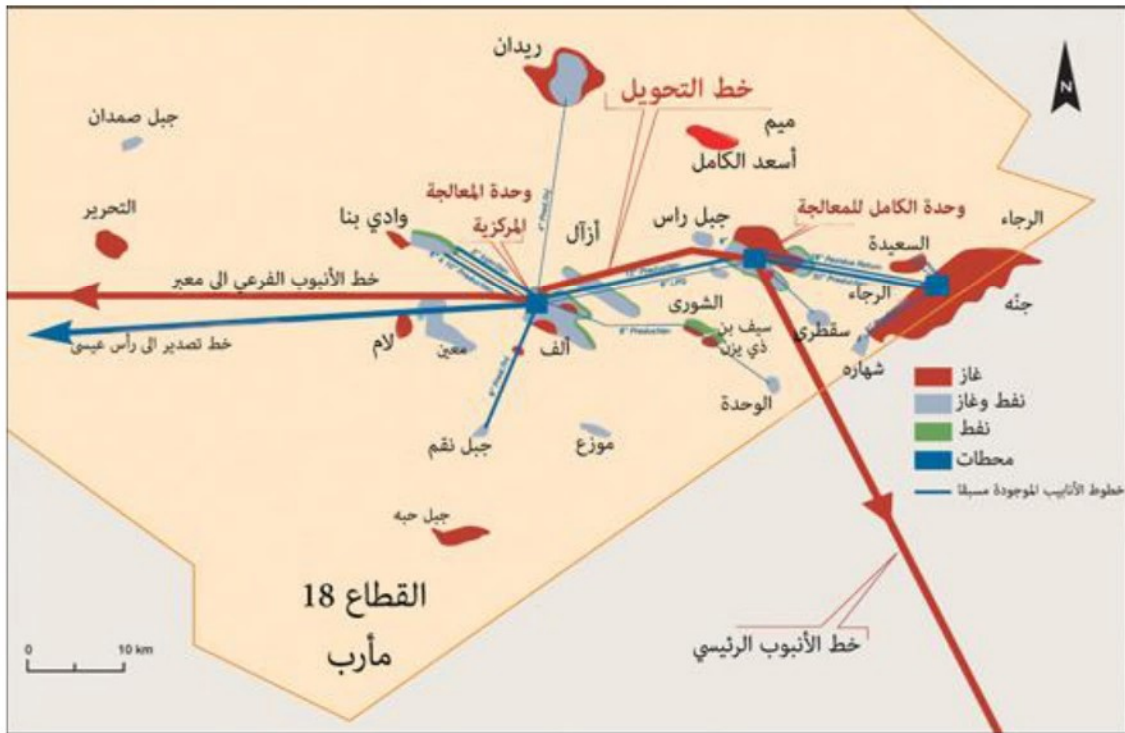 ريدان
خط التحويل
جبل صمدان
ميم
أسعد الكامل
وحدة المعالجة
المركزية
وحدة الكامل للمعالجة
التحرير
وادي بنا
أزآل
جبل راس
الرجاء
السعيدة
خط الأنبوب الفرعي الى معبر
الشورى
الرجاء
جنّه
خط تصدير الى رأس عيسى
لام
معين
ألف
سيف بن
ذي يزن
سقطرى
شهاره
الوحدة
جبل نقم
موزع
جبل حبه
N
غاز
نفط وغاز
نفط
محطات
خطوط الأنابيب الموجودة مسبقا
8" Production
القطاع 18
مأرب
خط الأنبوب الرئيسي
0 10 km